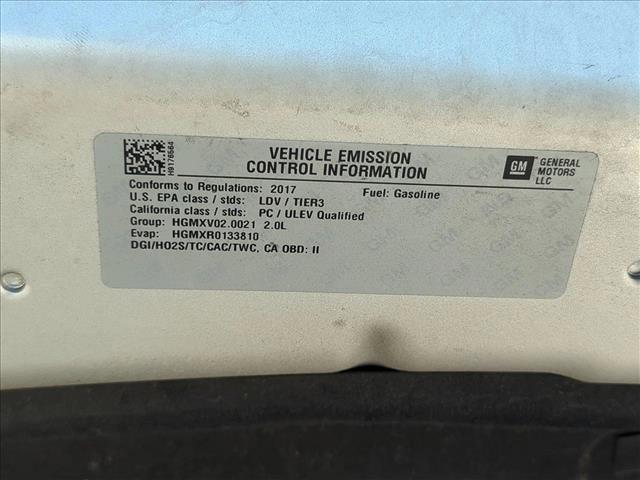 H9176564
VEHICLE EMISSION
CONTROL INFORMATION
GM
GENERAL
MOTORS
LLC
Conforms to Regulations: 2017 Fuel: Gasoline
U.S. EPA class / stds: LDV / TIER3
California class / stds: PC / ULEV Qualified
Group: HGMXV02.0021 2.0L
Evap: HGMXR0133810
DGI/HO2S/TC/CAC/TWC, CA OBD: II